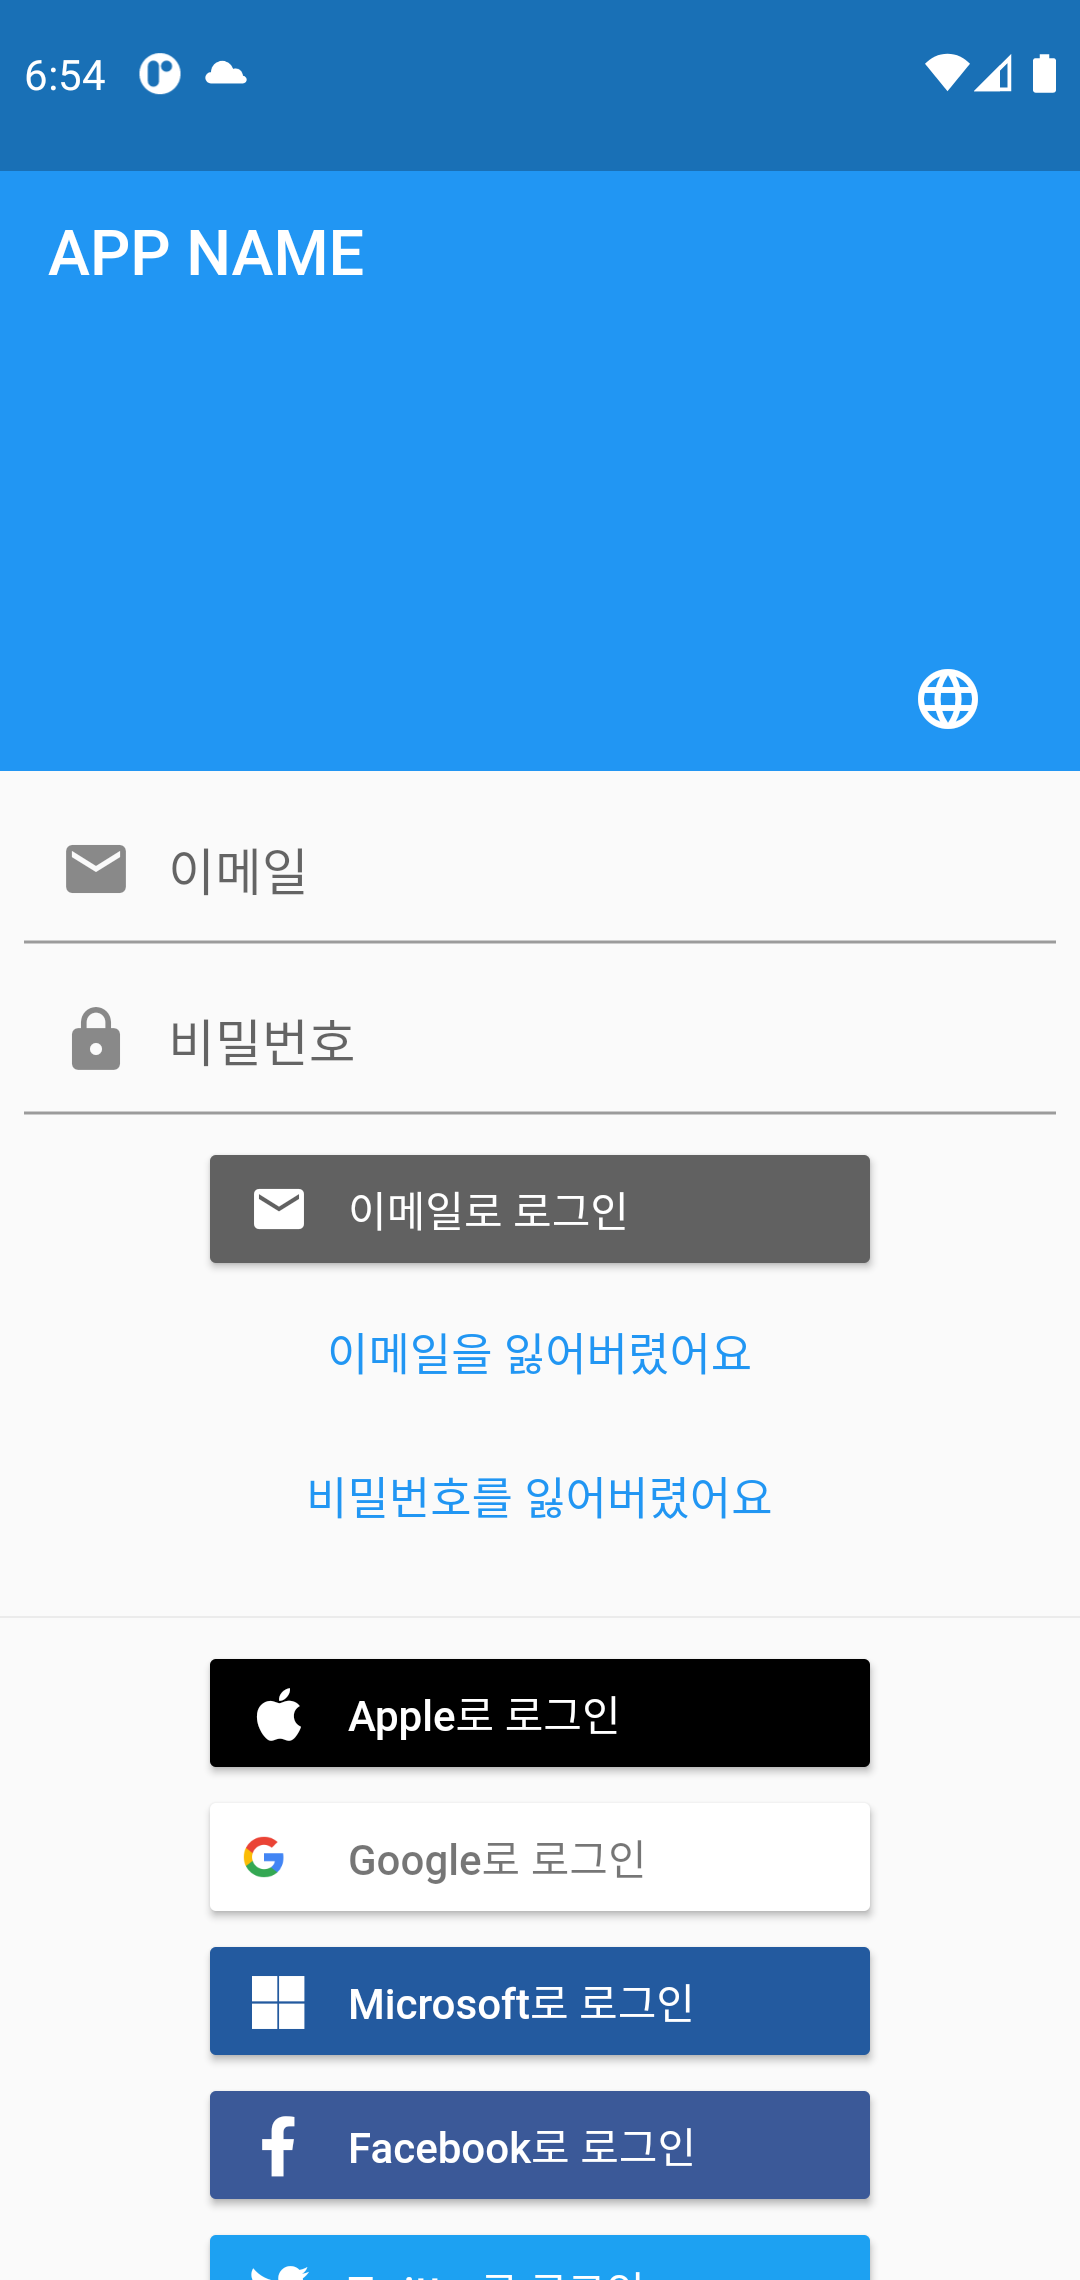 6:54
APP NAME
이메일
비밀번호
이메일로 로그인
이메일을 잃어버렸어요
비밀번호를 잃어버렸어요
Apple로 로그인
Google로 로그인
Microsoft로 로그인
Facebook로 로그인